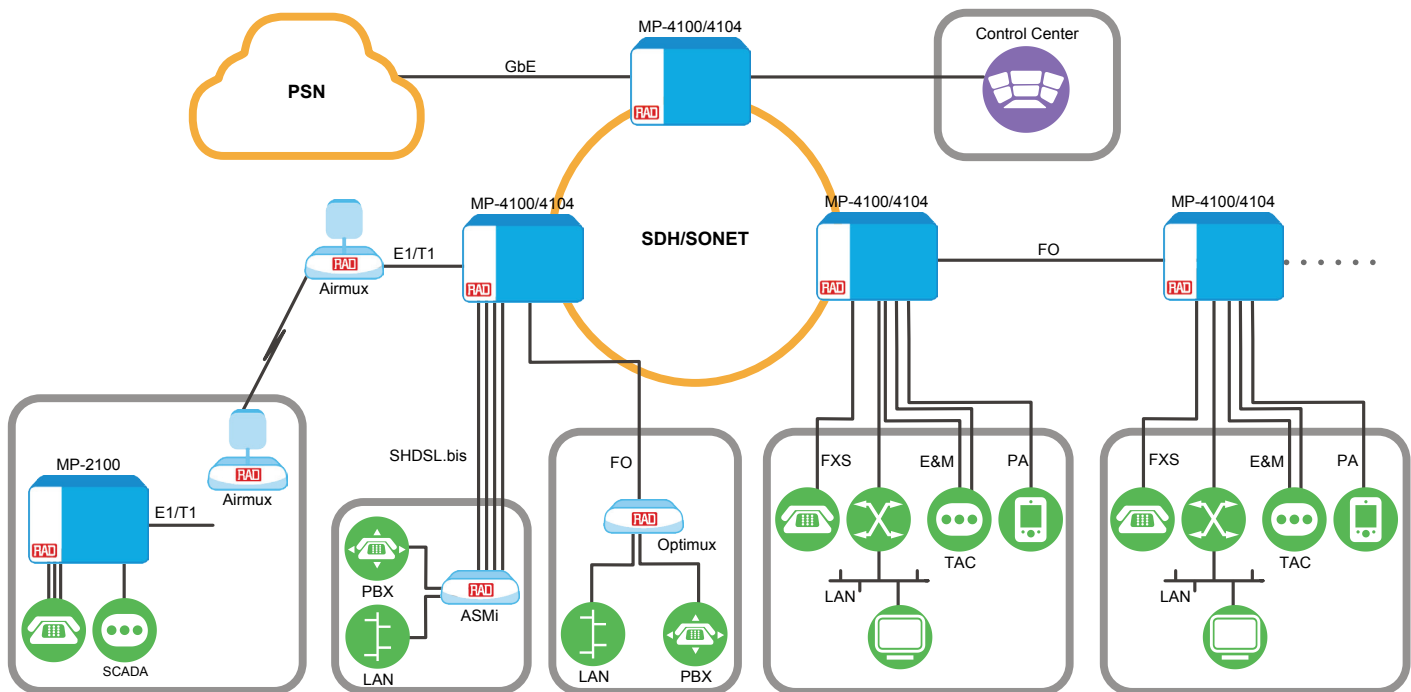 MP-4100/4104
Control Center
GbE
PSN
RAD
MP-4100/4104
MP-4100/4104
MP-4100/4104
SDH/SONET
E1/T1
FO
RAD
Airmux
RAD
RAD
RAD
MP-2100
SHDSL.bis
FO
FXS
E&M
PA
FXS
E&M
PA
RAD
Airmux
E1/T1
RAD
Optimux
RAD
TAC
TAC
PBX
RAD
ASMi
LAN
LAN
SCADA
LAN
LAN
PBX